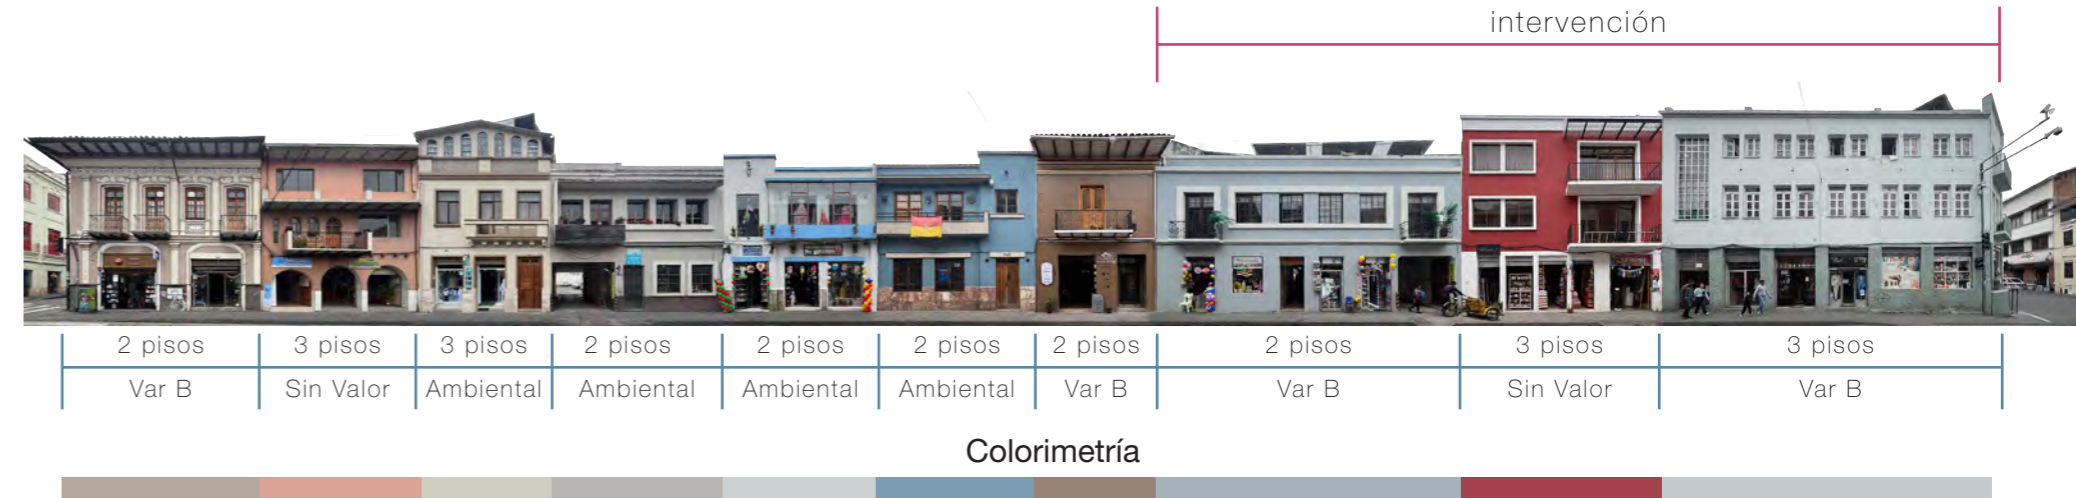 intervención
2 pisos 3 pisos 3 pisos 2 pisos 2 pisos 2 pisos 2 pisos 2 pisos 3 pisos 3 pisos
Var B Sin Valor Ambiental Ambiental Ambiental Ambiental Var B Var B Sin Valor Var B
Colorimetría